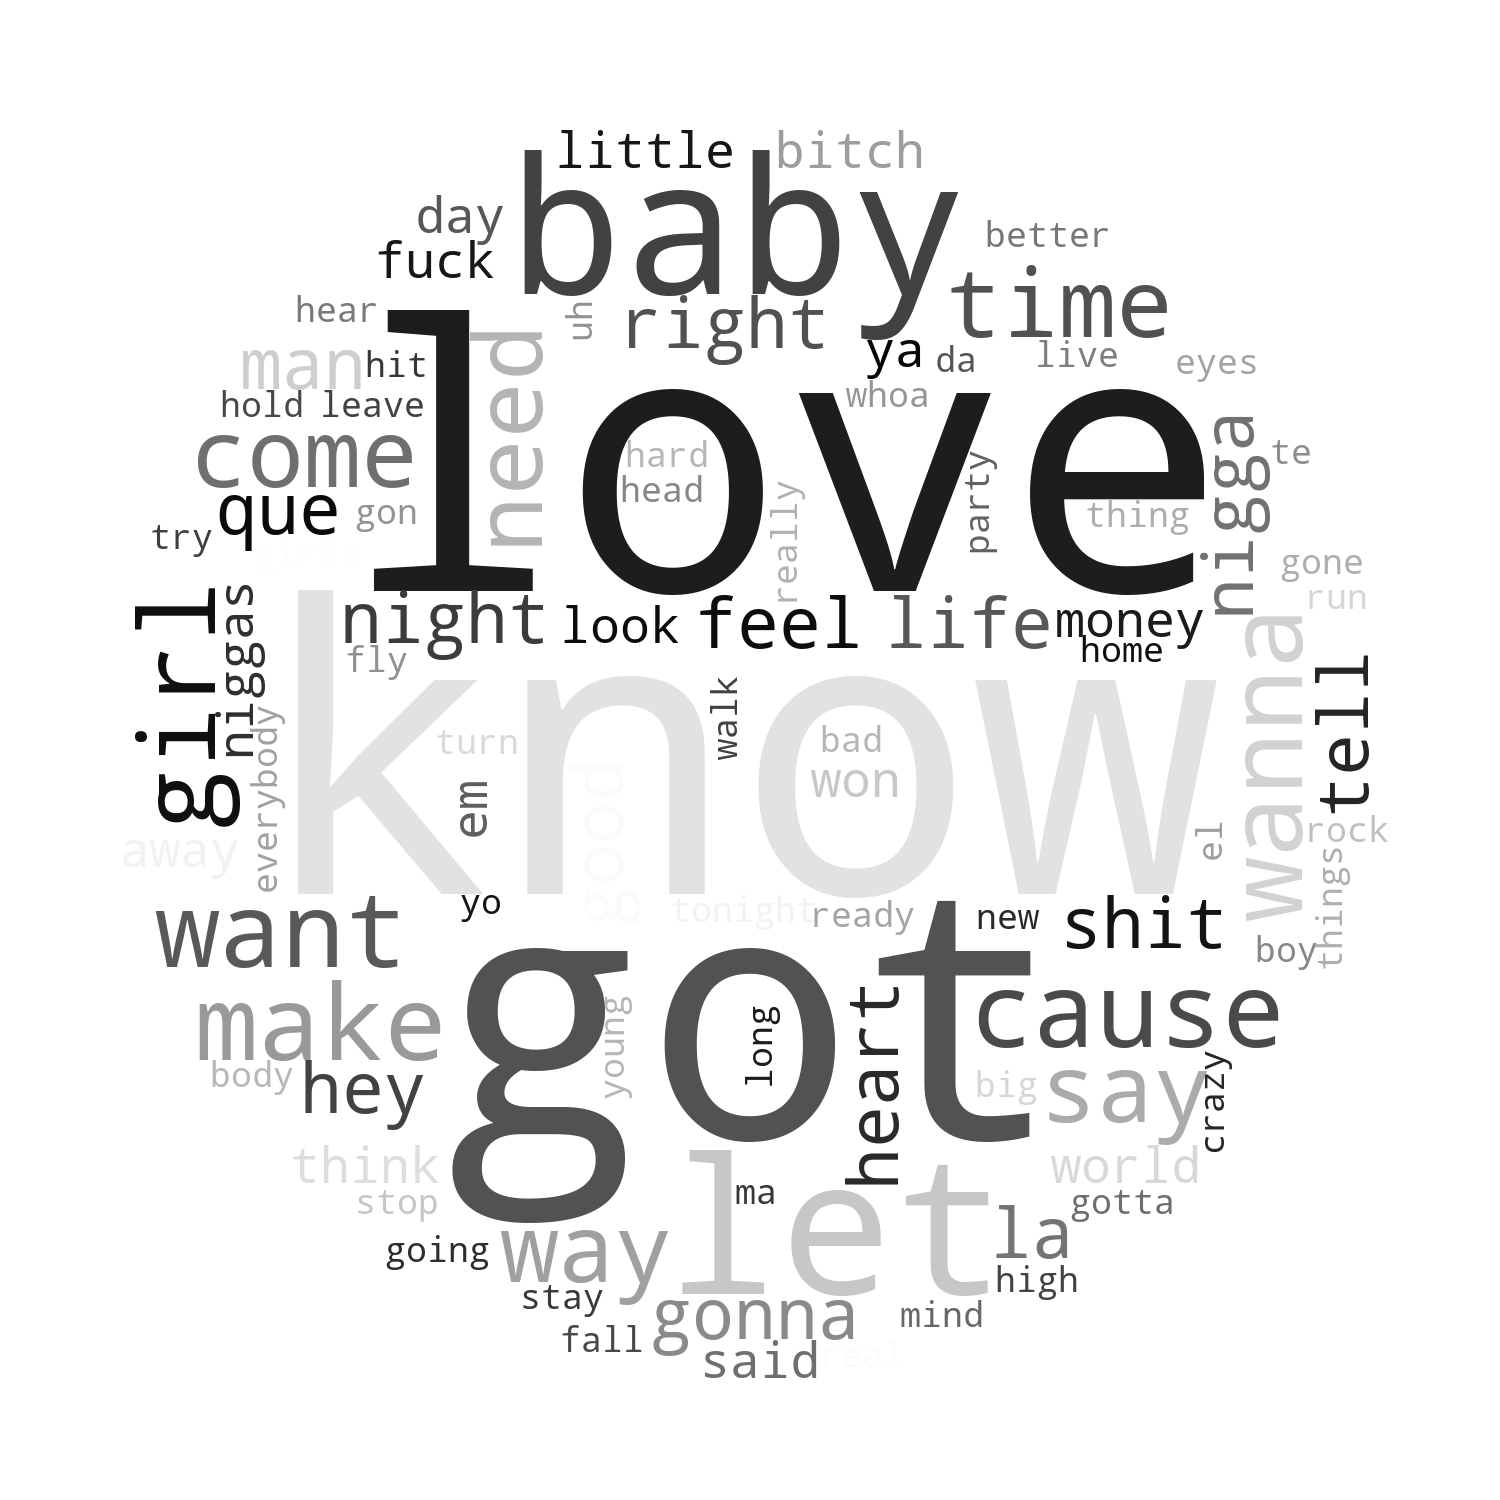 little
bitch
baby
day
better
fuck
time
hear
uh
right
love
need
man
hit
ya
da
live
eyes
hold
leave
whoa
come
hard
head
party
nigga
te
que
gon
really
thing
try
girls
gone
girl
niggas
night
look
feel
life
money
run
home
wanna
fly
know
walk
tell
everybody
turn
bad
won
em
good
away
el
rock
things
want
yo
tonight
ready
new
shit
boy
got
make
cause
heart
long
young
body
hey
big
say
crazy
think
world
let
stop
ma
gotta
way
la
going
high
stay
gonna
mind
fall
said
real